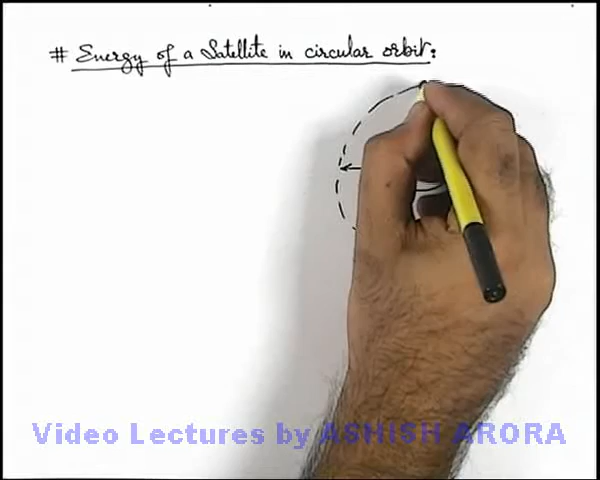 # Energy of a Satellite in circular orbit:
Video Lectures by ASHISH ARORA